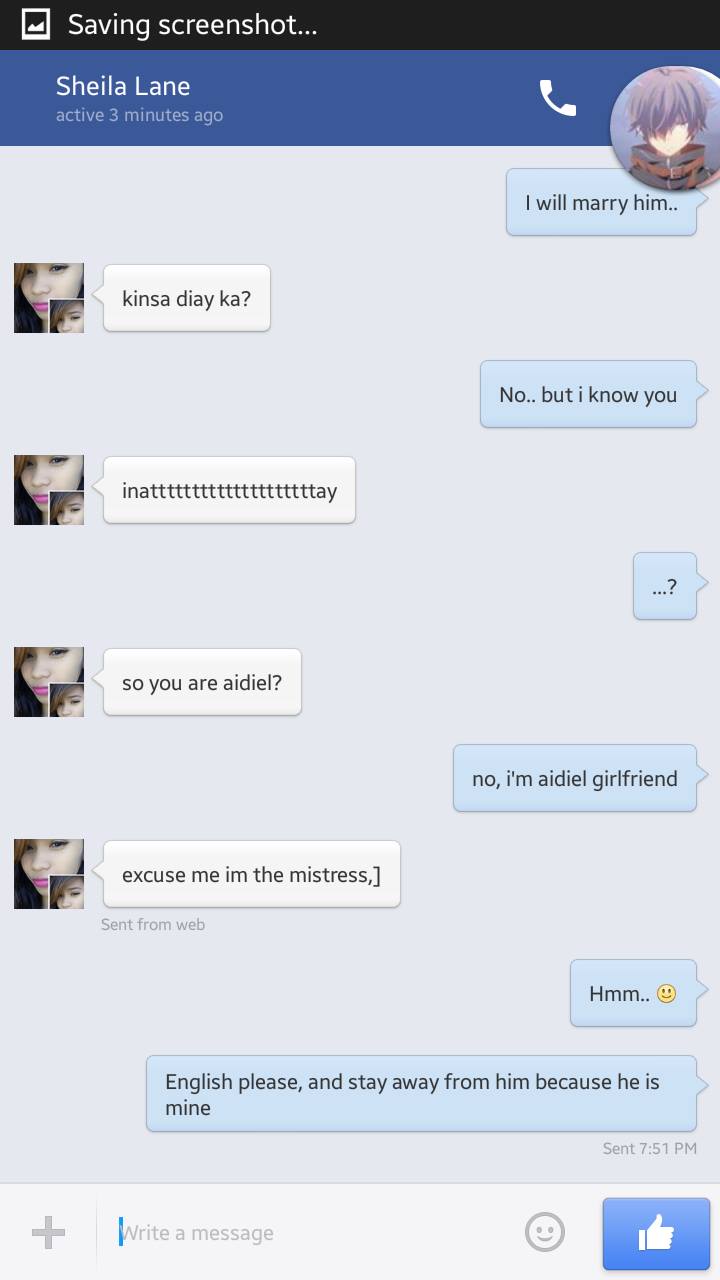 Saving screenshot...
Sheila Lane
active 3 minutes ago
I will marry him..
kinsa diay ka?
No.. but i know you
inatttttttttttttttttttttay
...?
so you are aidiel?
no, i'm aidiel girlfriend
excuse me im the mistress,]
Sent from web
Hmm.. 🙂
English please, and stay away from him because he is
mine
Sent 7:51 PM
Write a message